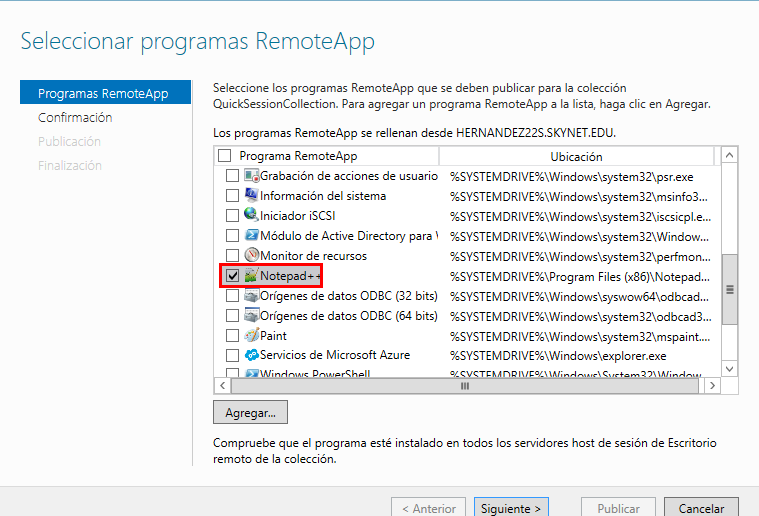 Seleccionar programas RemoteApp
Programas RemoteApp
Confirmación
Publicación
Finalización
Seleccione los programas RemoteApp que se deben publicar para la colección
QuickSessionCollection. Para agregar un programa RemoteApp a la lista, haga clic en Agregar.
Los programas RemoteApp se rellenan desde HERNANDEZ22S.SKYNET.EDU.
Programa RemoteApp Ubicación
Grabación de acciones de usuario %SYSTEMDRIVE%\Windows\system32\psr.exe
Información del sistema %SYSTEMDRIVE%\Windows\system32\msinfo3...
Iniciador iSCSI %SYSTEMDRIVE%\Windows\system32\iscsicpl.e...
Módulo de Active Directory para V %SYSTEMDRIVE%\Windows\system32\Window...
Monitor de recursos %SYSTEMDRIVE%\Windows\system32\perfmon...
Notepad++ %SYSTEMDRIVE%\Program Files (x86)\Notepad...
Orígenes de datos ODBC (32 bits) %SYSTEMDRIVE%\Windows\syswow64\odbcad...
Orígenes de datos ODBC (64 bits) %SYSTEMDRIVE%\Windows\system32\odbcad3...
Paint %SYSTEMDRIVE%\Windows\system32\mspaint....
Servicios de Microsoft Azure %SYSTEMDRIVE%\Windows\explorer.exe
Windows PowerShell %SYSTEMDRIVE%\Windows\System32\Window...
Agregar...
Compruebe que el programa esté instalado en todos los servidores host de sesión de Escritorio
remoto de la colección.
< Anterior Siguiente > Publicar Cancelar